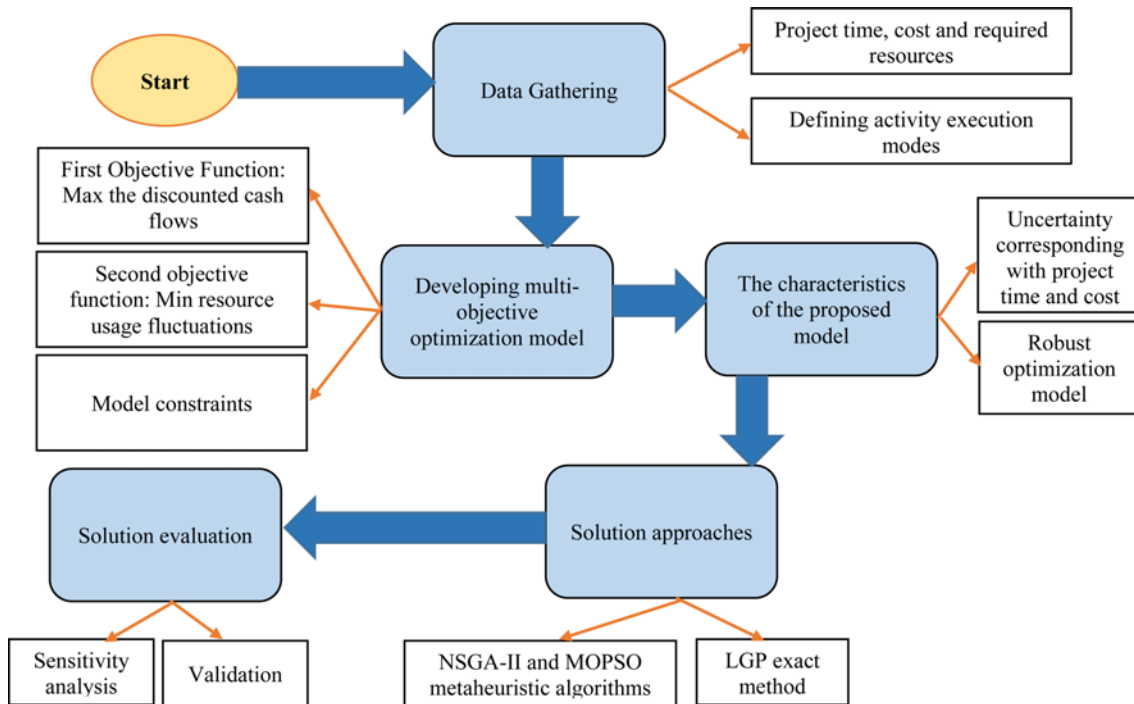 Start
Data Gathering
Project time, cost and required
resources
Defining activity execution
modes
First Objective Function:
Max the discounted cash
flows
Second objective
function: Min resource
usage fluctuations
Model constraints
Developing multi-
objective
optimization model
The characteristics
of the proposed
model
Uncertainty
corresponding
with project
time and cost
Robust
optimization
model
Solution evaluation
Solution approaches
Sensitivity
analysis
Validation
NSGA-II and MOPSO
metaheuristic algorithms
LGP exact
method